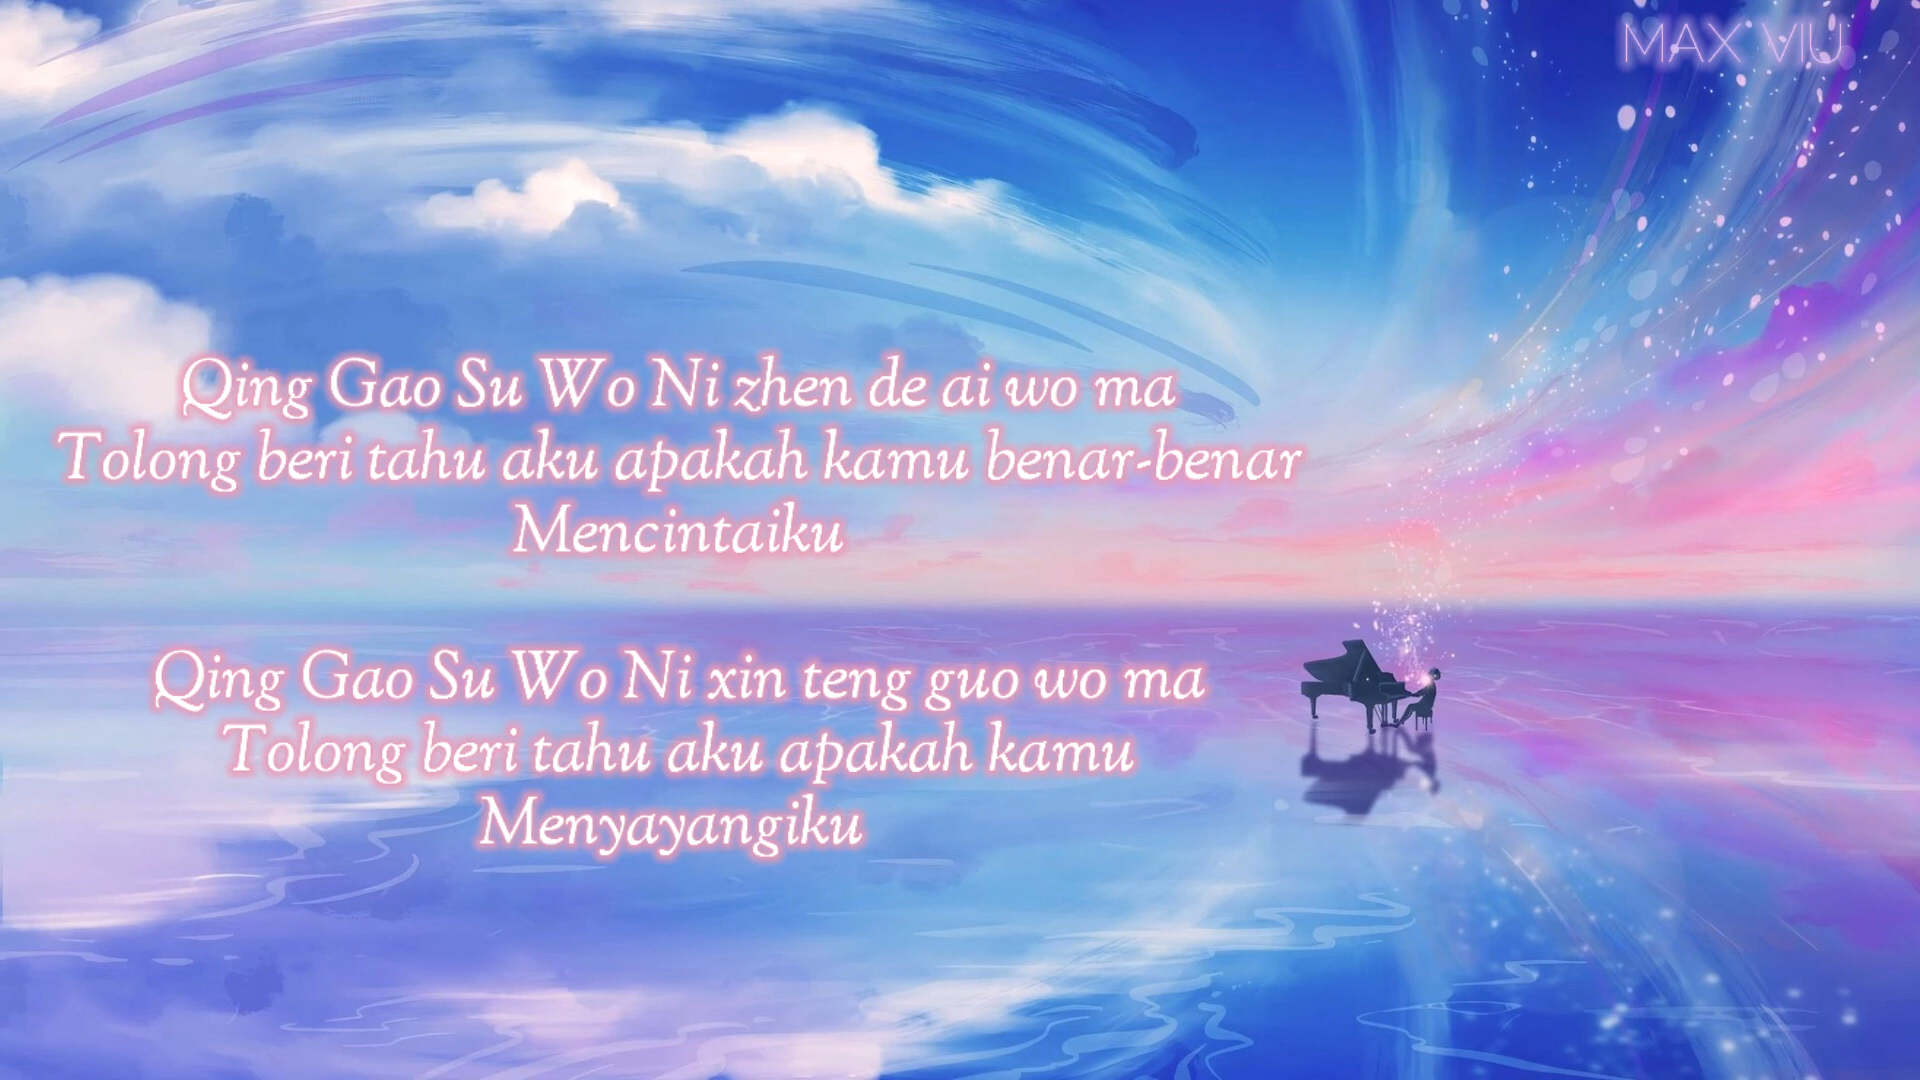 MAX VIU
Qing Gao Su Wo Ni zhen de ai wo ma
Tolong beri tahu aku apakah kamu benar-benar
Mencintaiku
Qing Gao Su Wo Ni xin teng guo wo ma
Tolong beri tahu aku apakah kamu
Menyayangiku